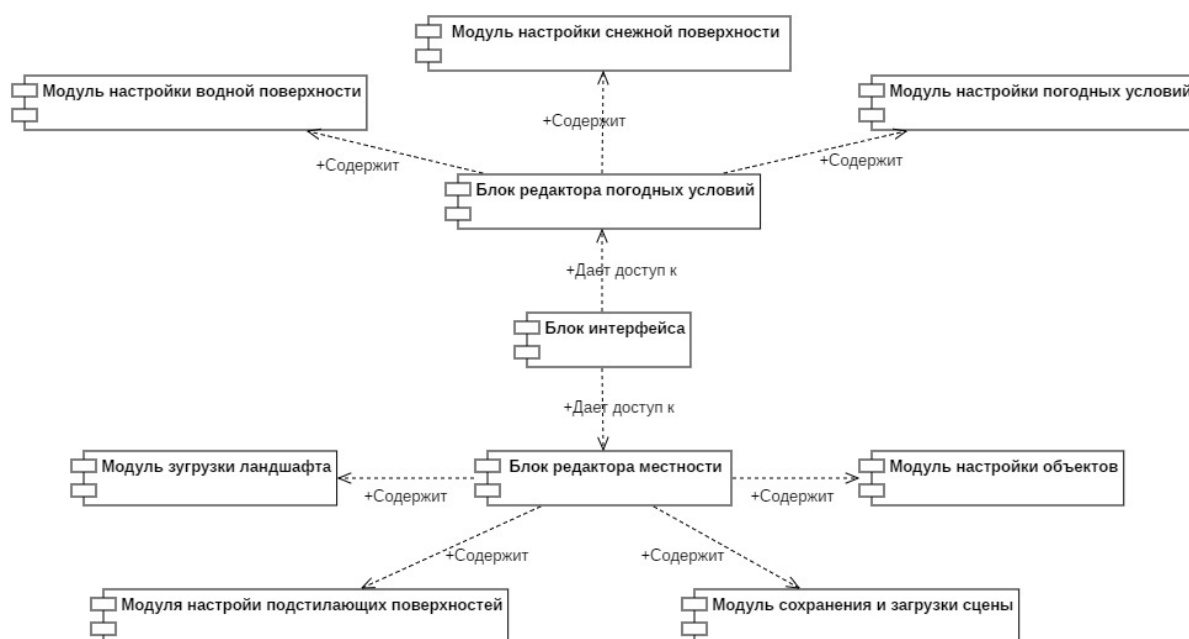 Модуль настройки снежной поверхности
Модуль настройки водной поверхности
Модуль настройки погодных условий
+Содержит
+Содержит
+Содержит
Блок редактора погодных условий
+Дает доступ к
Блок интерфейса
+Дает доступ к
Модуль зугрузки ландшафта
Блок редактора местности
Модуль настройки объектов
+Содержит
+Содержит
+Содержит
+Содержит
Модуля настройи подстилающих поверхностей
Модуль сохранения и загрузки сцены